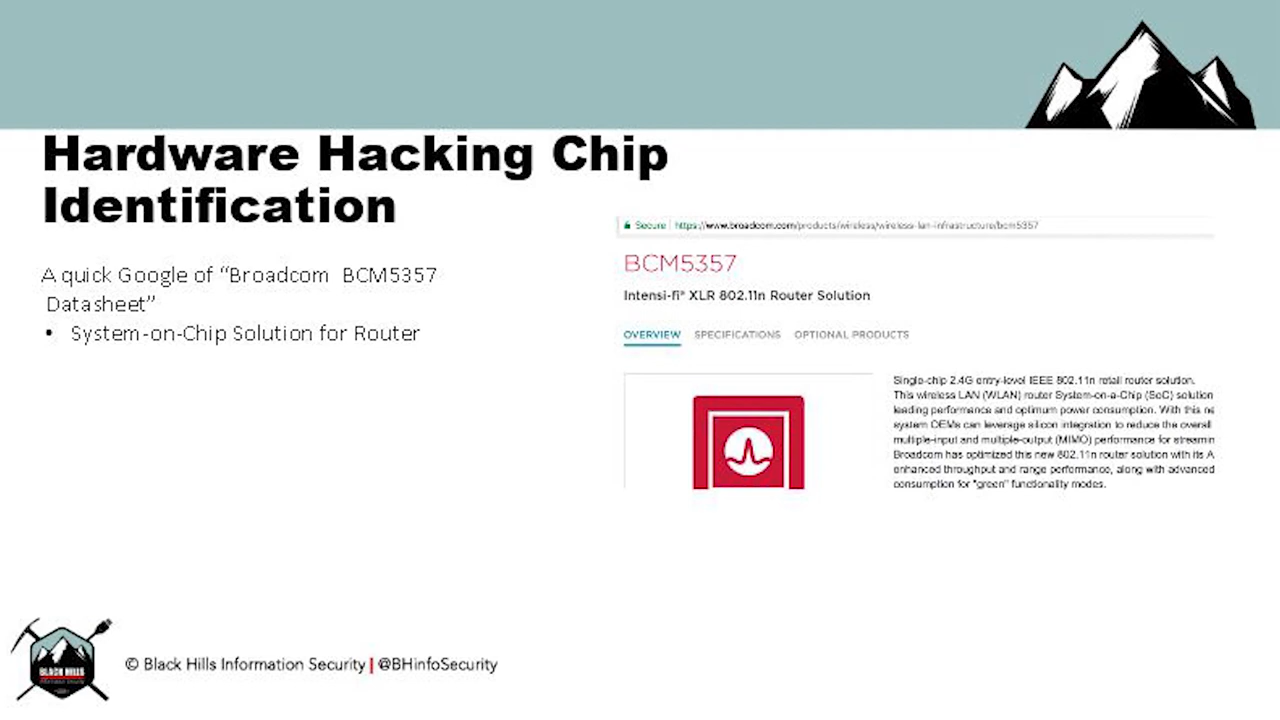 Hardware Hacking Chip
Identification
A quick Google of “Broadcom BCM5357
Datasheet”
• System-on-Chip Solution for Router
Secure | https://www.broadcom.com/products/wireless/wireless-lan-infrastructure/bcm5357
BCM5357
Intensi-fi® XLR 802.11n Router Solution
OVERVIEW SPECIFICATIONS OPTIONAL PRODUCTS
Single-chip 2.4G entry-level IEEE 802.11n retail router solution.
This wireless LAN (WLAN) router System-on-a-Chip (SoC) solution
leading performance and optimum power consumption. With this ne
system OEMs can leverage silicon integration to reduce the overall
multiple-input and multiple-output (MIMO) performance for streamin
Broadcom has optimized this new 802.11n router solution with its A
enhanced throughput and range performance, along with advanced
consumption for "green" functionality modes.
BLACK HILLS
© Black Hills Information Security | @BHinfoSecurity